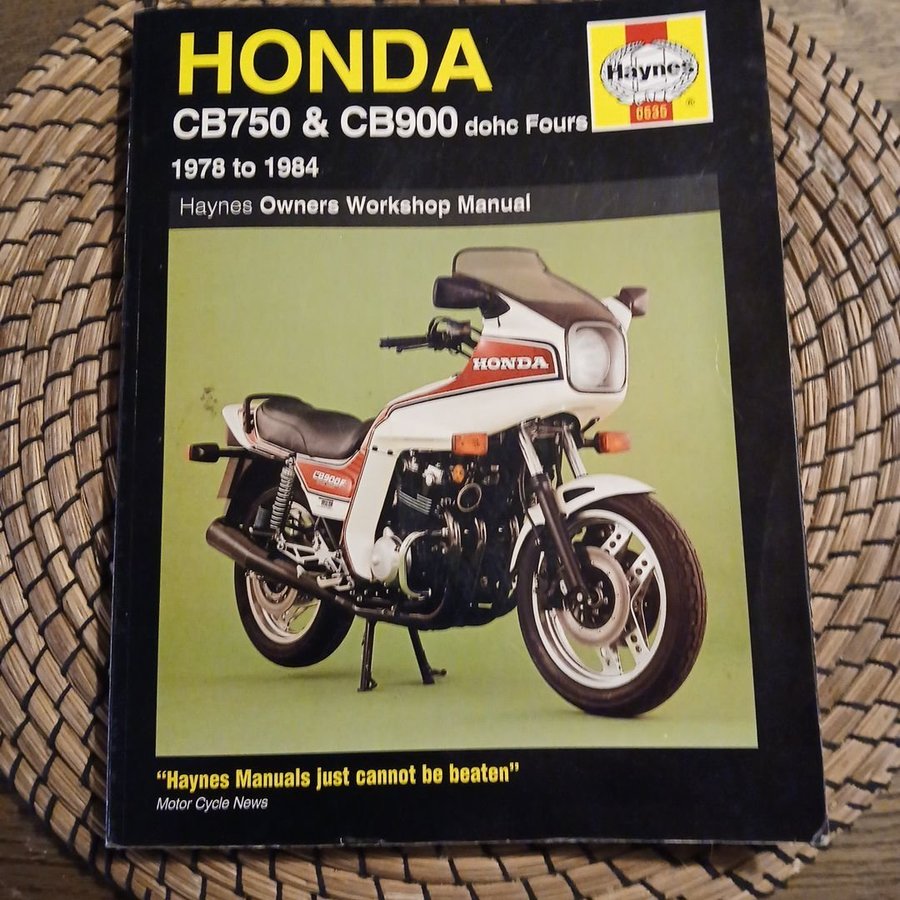 HONDA
Haynes
®
0535
CB750 & CB900 dohc Fours
1978 to 1984
Haynes Owners Workshop Manual
HONDA
CB900F
"Haynes Manuals just cannot be beaten"
Motor Cycle News